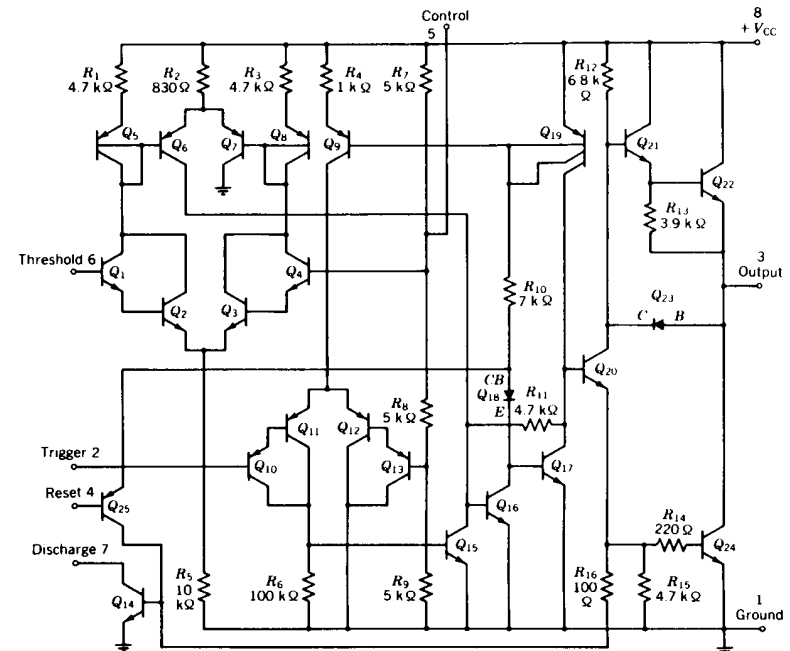 Control
5
8
+ VCC
R1
4.7 kΩ
R2
830Ω
R3
4.7 kΩ
R4
1 kΩ
R7
5 kΩ
R12
6 8 k
Ω
Q5
Q6
Q7
Q8
Q9
Q19
Q21
Q22
R13
3.9 kΩ
Threshold 6
Q1
Q2
Q3
Q4
R10
7 kΩ
3
Output
Q23
C B
CB
Q18
E
R11
4.7 kΩ
Q20
R8
5 kΩ
Trigger 2
Q11
Q12
Q10
Q13
Q17
Reset 4
Q25
Q16
Q15
R14
220 Ω
Q24
Discharge 7
Q14
R5
10
kΩ
R6
100 kΩ
R9
5 kΩ
R16
100
Ω
R15
4.7 kΩ
1
Ground